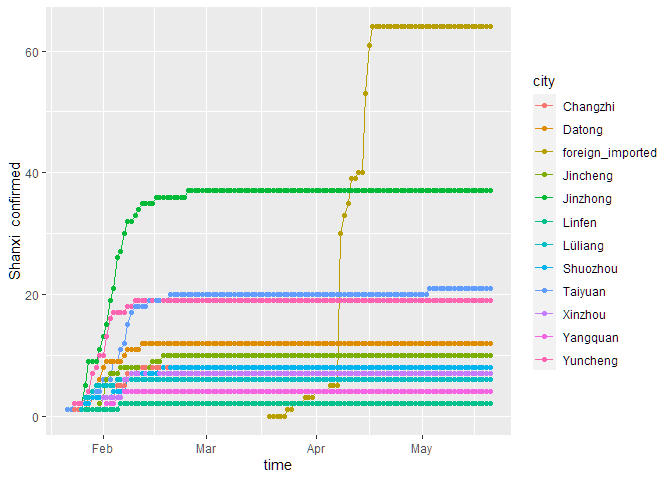 Shanxi_confirmed
60
40
20
0
Feb
Mar
Apr
May
time
city
Changzhi
Datong
foreign_imported
Jincheng
Jinzhong
Linfen
Lüliang
Shuozhou
Taiyuan
Xinzhou
Yangquan
Yuncheng